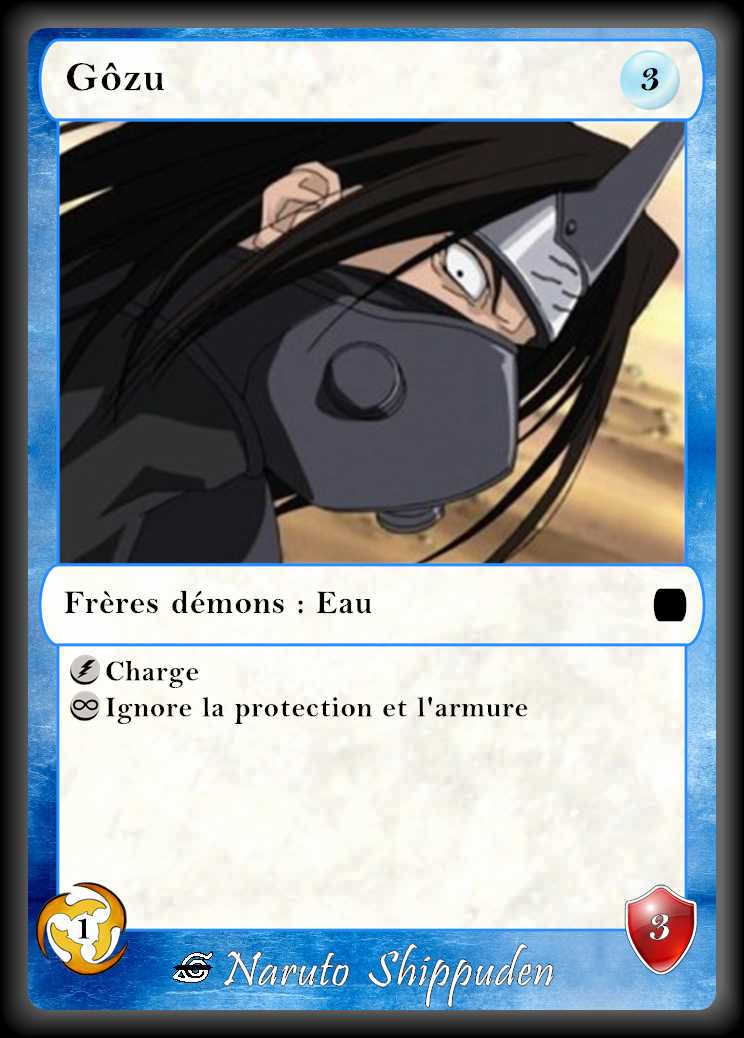 Gôzu
3
Frères démons : Eau
Charge
Ignore la protection et l'armure
1
3
Naruto Shippuden